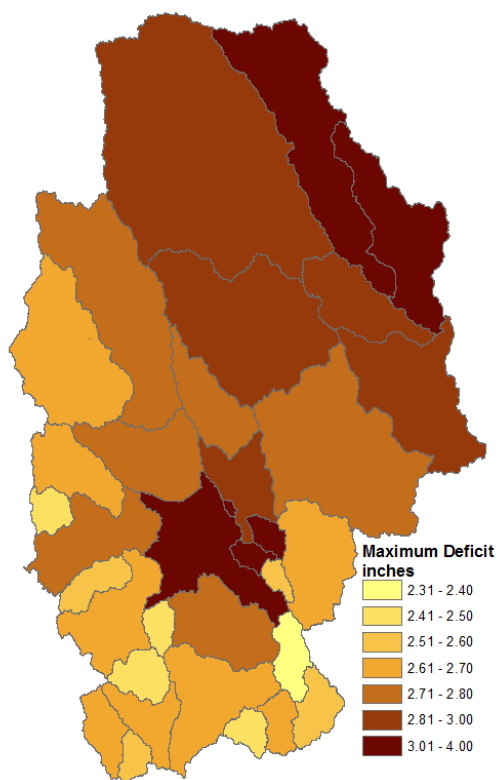 Maximum Deficit
inches
2.31 - 2.40
2.41 - 2.50
2.51 - 2.60
2.61 - 2.70
2.71 - 2.80
2.81 - 3.00
3.01 - 4.00